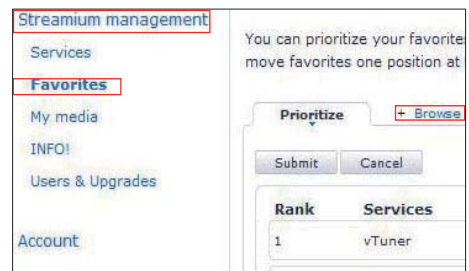 Streamium management
Services
Favorites
My media
INFO!
Users & Upgrades
Account
You can prioritize your favorite
move favorites one position at
Prioritize
+ Browse
Submit Cancel
Rank Services
1 vTuner